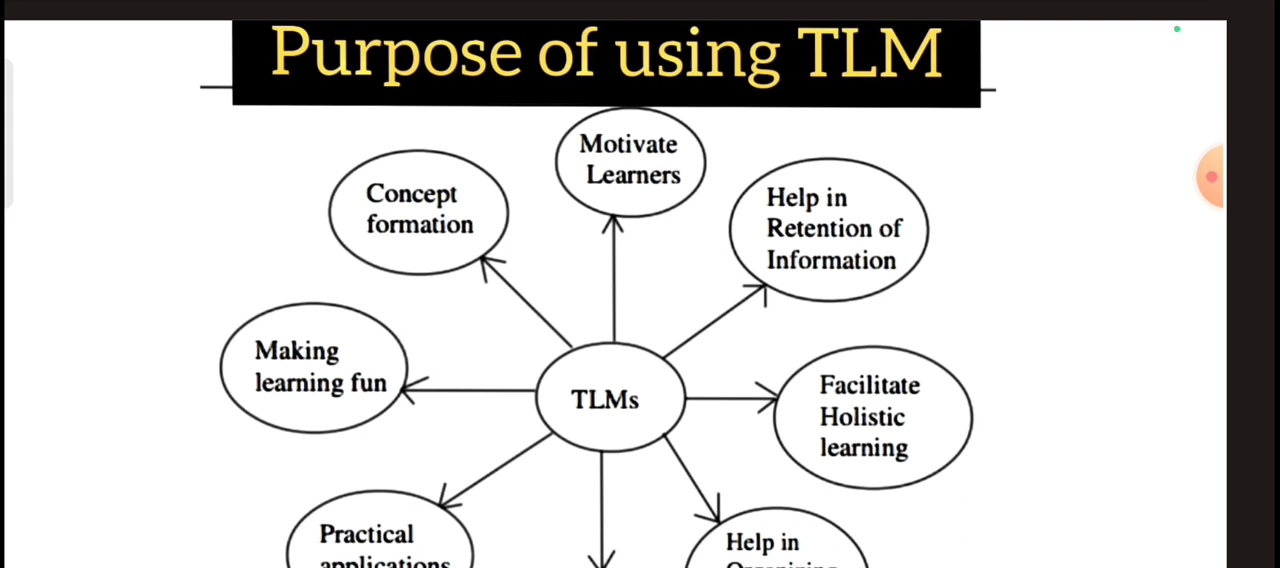 Purpose of using TLM
Motivate
Learners
Concept
formation
Help in
Retention of
Information
Making
learning fun
TLMs
Facilitate
Holistic
learning
Practical
applications
Help in